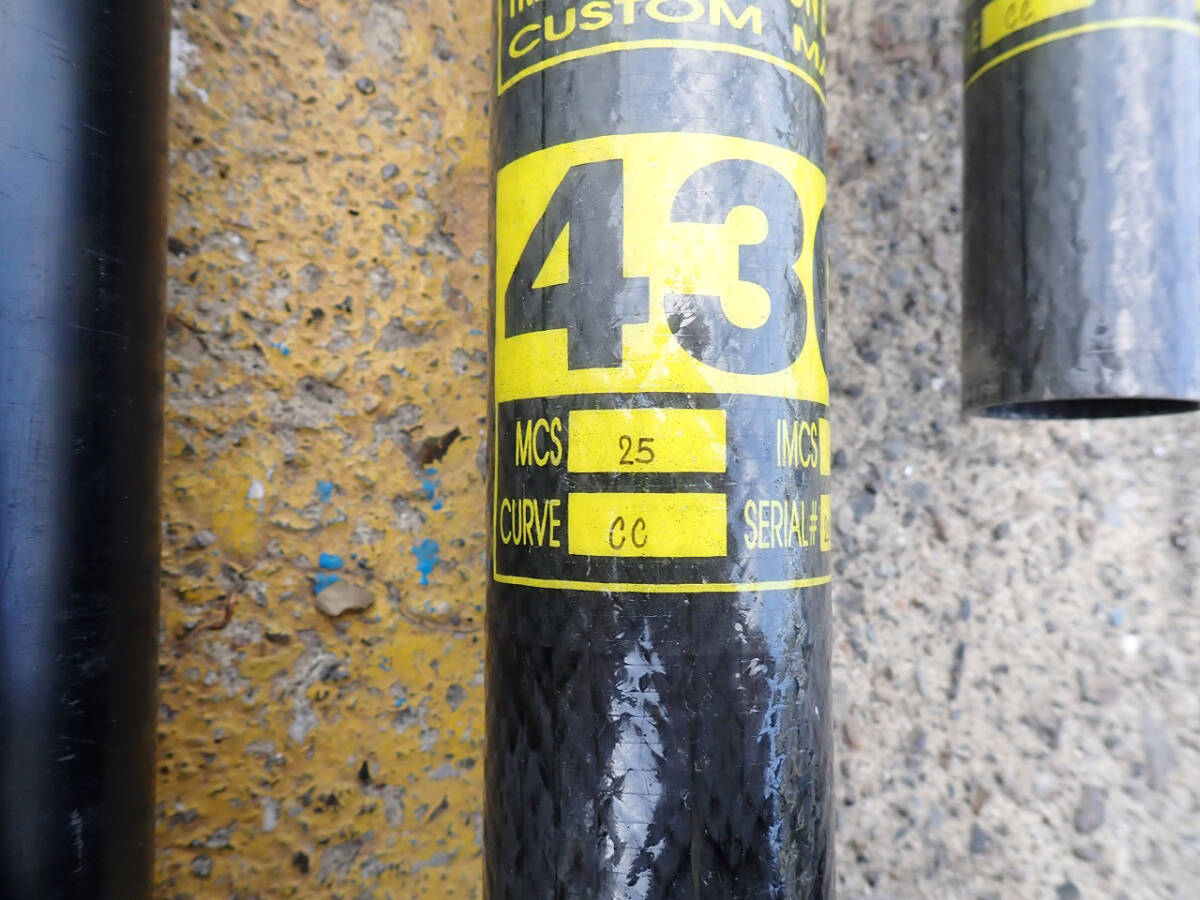 CUSTOM
43
MCS 25 IMCS
CURVE CC SERIAL#
CC